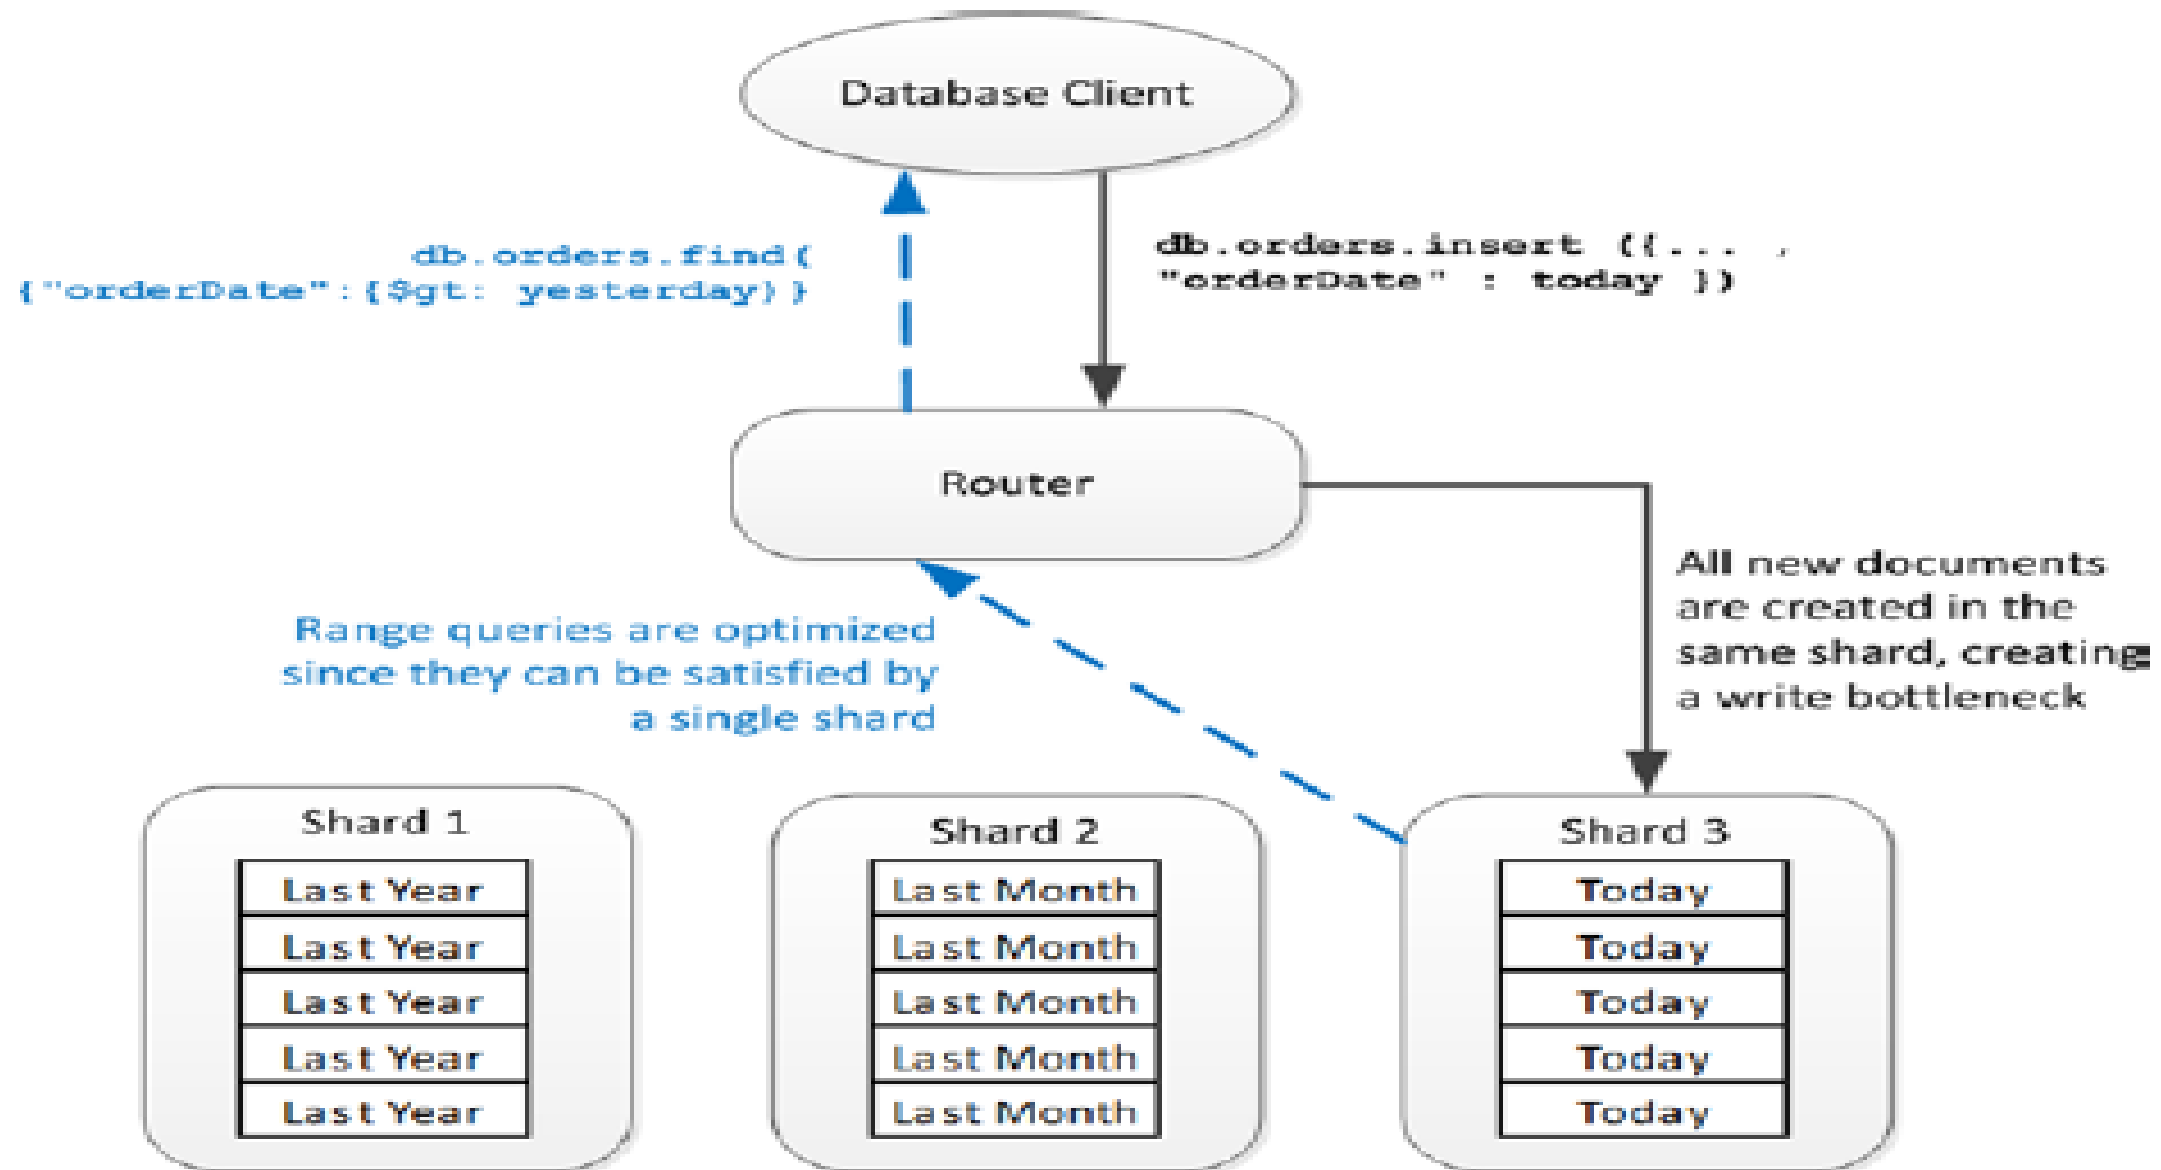 Database Client
db.orders.find(
{"orderDate":{$gt: yesterday}}
db.orders.insert ({... ,
"orderDate" : today })
Router
All new documents
are created in the
same shard, creating
a write bottleneck
Range queries are optimized
since they can be satisfied by
a single shard
Shard 1
Last Year
Last Year
Last Year
Last Year
Last Year
Shard 2
Last Month
Last Month
Last Month
Last Month
Last Month
Shard 3
Today
Today
Today
Today
Today